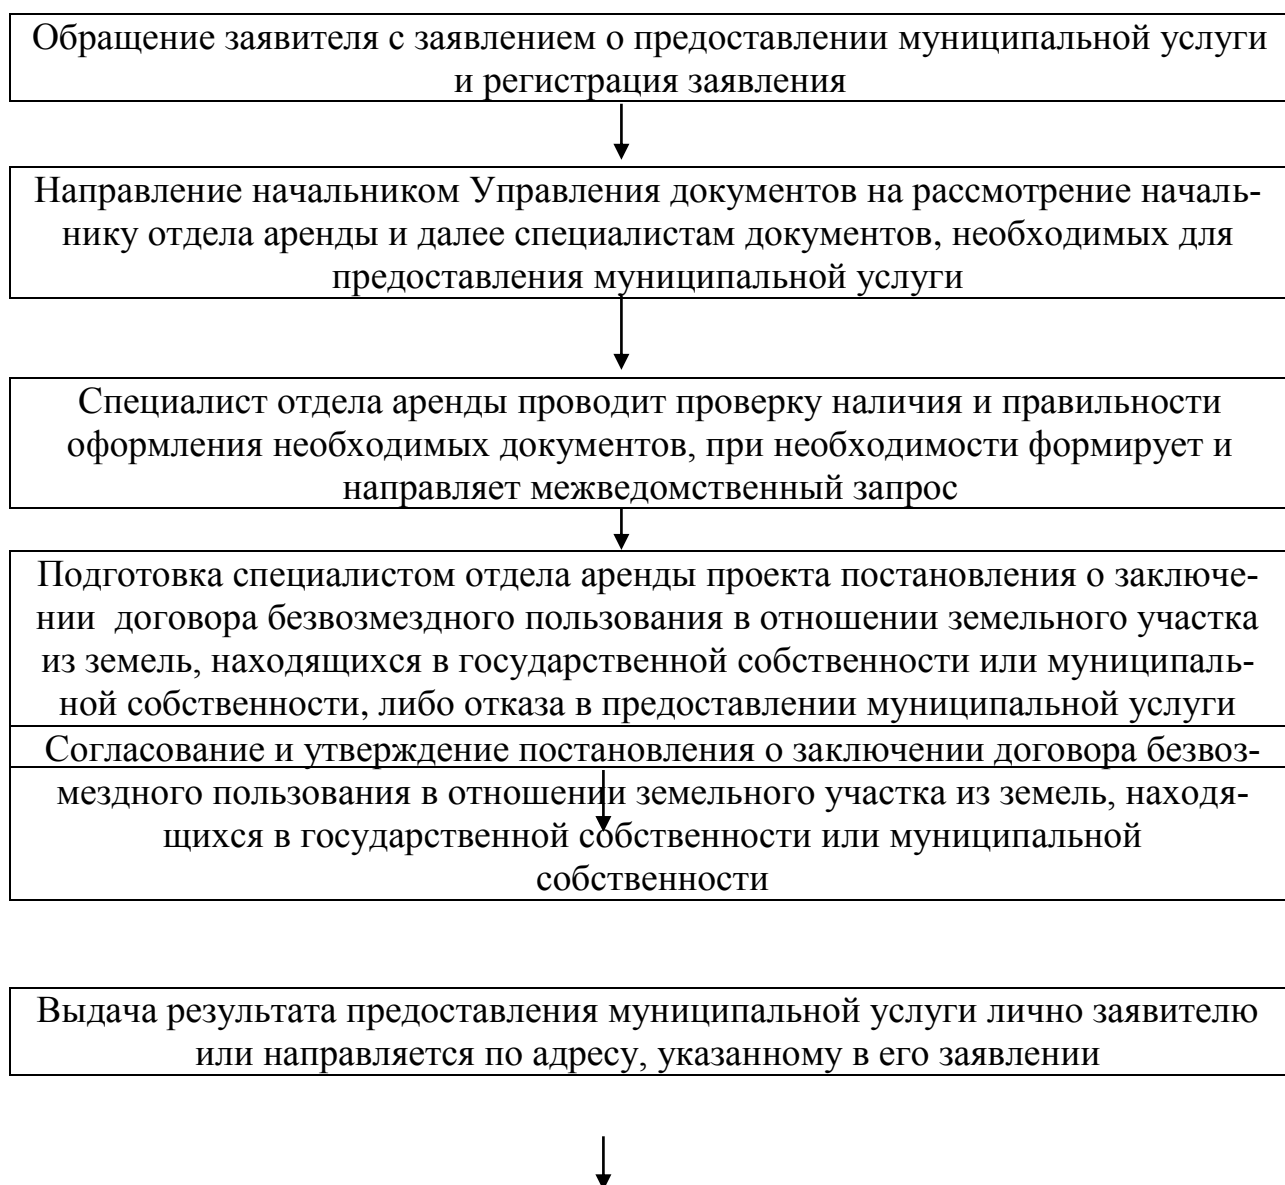 Обращение заявителя с заявлением о предоставлении муниципальной услуги
и регистрация заявления
Направление начальником Управления документов на рассмотрение началь-
нику отдела аренды и далее специалистам документов, необходимых для
предоставления муниципальной услуги
Специалист отдела аренды проводит проверку наличия и правильности
оформления необходимых документов, при необходимости формирует и
направляет межведомственный запрос
Подготовка специалистом отдела аренды проекта постановления о заключе-
нии  договора безвозмездного пользования в отношении земельного участка
из земель, находящихся в государственной собственности или муниципаль-
ной собственности, либо отказа в предоставлении муниципальной услуги
Согласование и утверждение постановления о заключении договора безвоз-
мездного пользования в отношении земельного участка из земель, находя-
щихся в государственной собственности или муниципальной
собственности
Выдача результата предоставления муниципальной услуги лично заявителю
или направляется по адресу, указанному в его заявлении